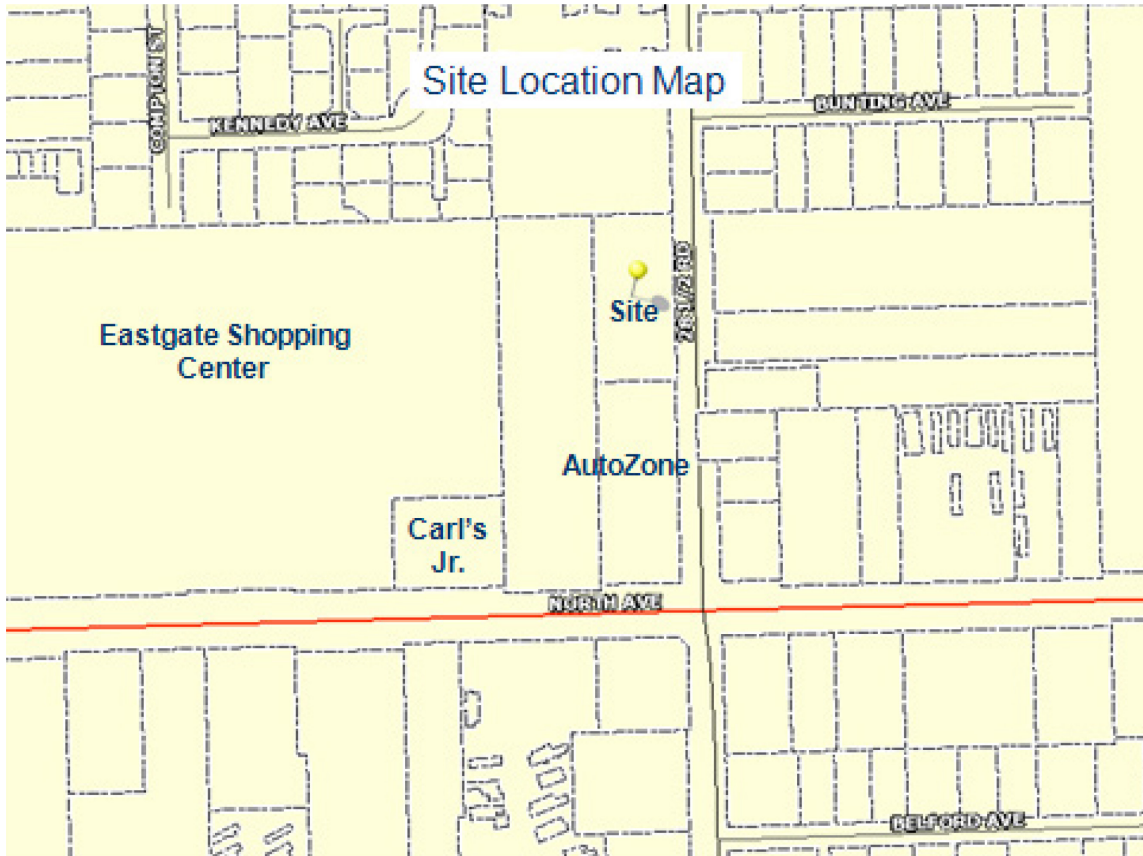 COMPTON ST
Site Location Map
BUNTING AVE
KENNEDY AVE
28 1/2 RD
Site
Eastgate Shopping
Center
AutoZone
Carl's
Jr.
NORTH AVE
BELFORD AVE